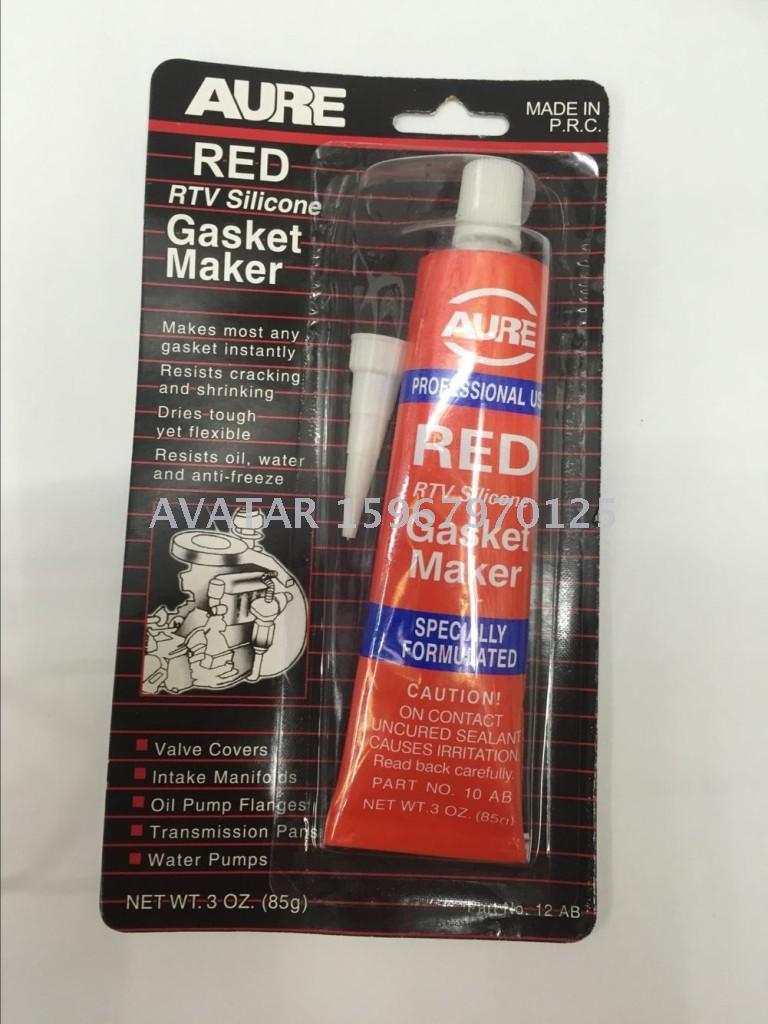 AURE
MADE IN
P.R.C.
RED
RTV Silicone
Gasket
Maker
Makes most any
gasket instantly
Resists cracking
and shrinking
Dries tough
yet flexible
Resists oil, water
and anti-freeze
AURE
PROFESSIONAL US
RED
RTV Silicone
Gasket
Maker
SPECIALLY
FORMULATED
CAUTION!
ON CONTACT
UNCURED SEALANT
CAUSES IRRITATION
Read back carefully.
PART NO. 10 AB
NET WT. 3 OZ. (85g)
AVATAR 15967970125
Valve Covers
Intake Manifolds
Oil Pump Flanges
Transmission Pans
Water Pumps
NET WT. 3 OZ. (85g)
Part No. 12 AB